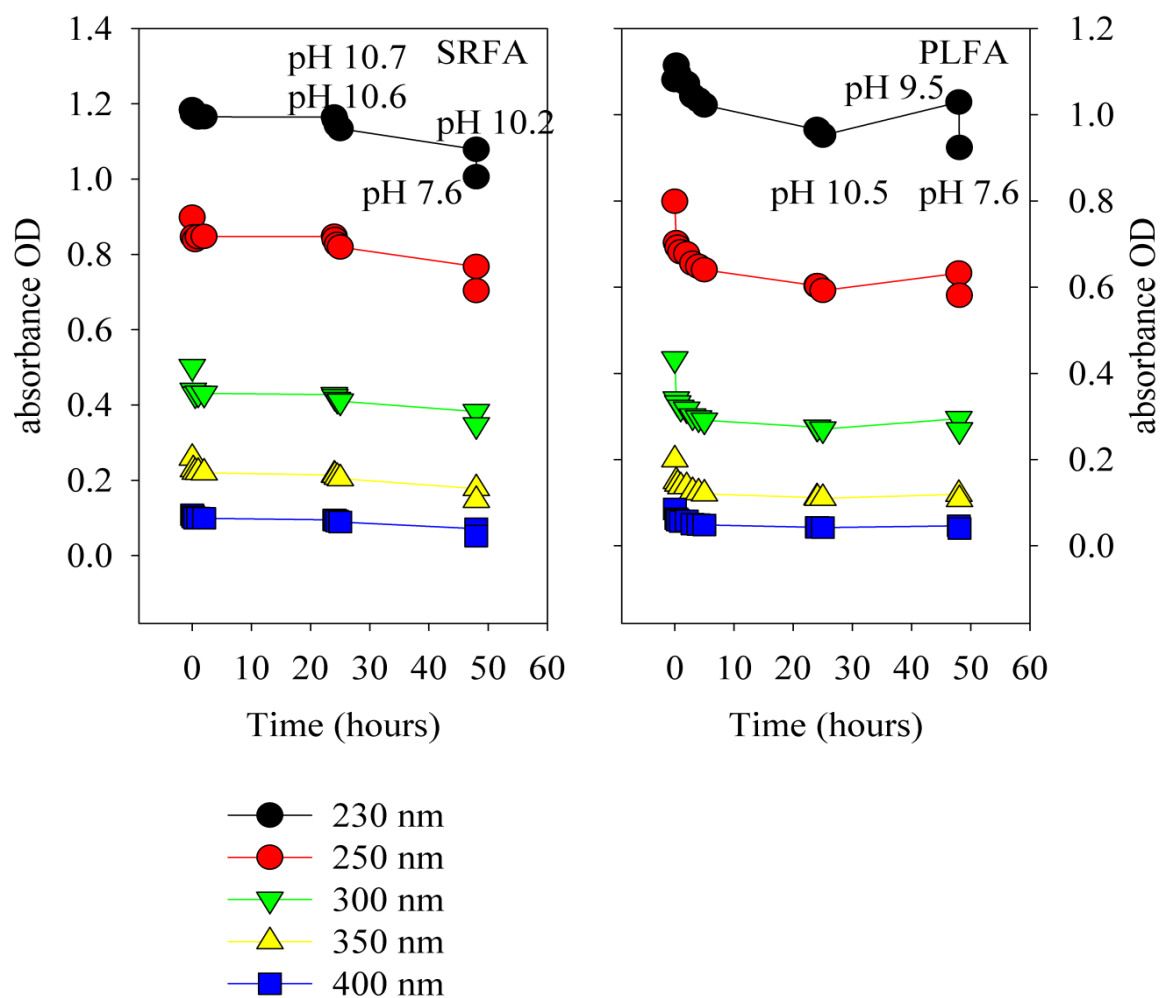 1.4
1.2
1.0
0.8
0.6
0.4
0.2
0.0
absorbance OD
pH 10.7
SRFA
pH 10.6
pH 10.2
pH 7.6
0 10 20 30 40 50 60
Time (hours)
PLFA
pH 9.5
pH 10.5
pH 7.6
1.2
1.0
0.8
0.6
0.4
0.2
0.0
absorbance OD
0 10 20 30 40 50 60
Time (hours)
230 nm
250 nm
300 nm
350 nm
400 nm